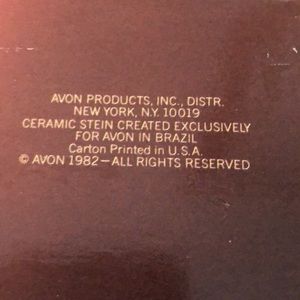 AVON PRODUCTS, INC., DISTR.
NEW YORK, N.Y. 10019
CERAMIC STEIN CREATED EXCLUSIVELY
FOR AVON IN BRAZIL
Carton Printed in U.S.A.
© AVON 1982—ALL RIGHTS RESERVED